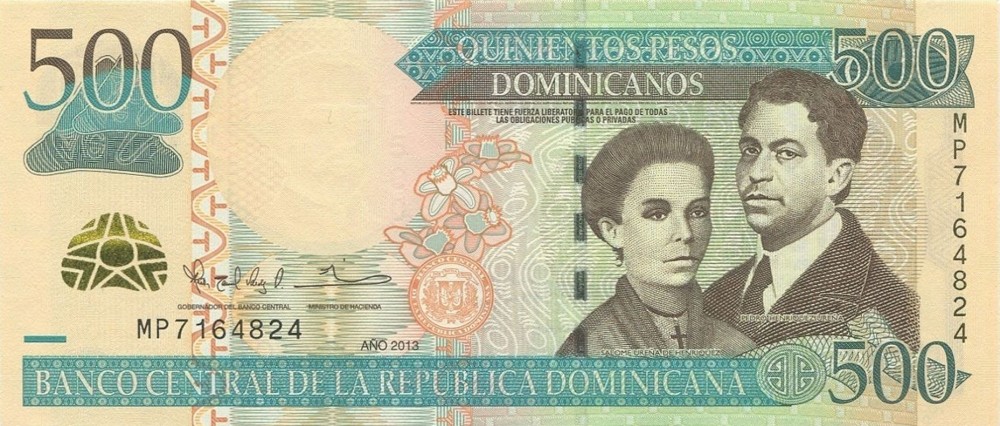 500
QUINIENTOS PESOS
DOMINICANOS
500
ESTE BILLETE TIENE FUERZA LIBERATORIA PARA EL PAGO DE TODAS
LAS OBLIGACIONES PUBLICAS O PRIVADAS
MP7164824
GOBERNADOR DEL BANCO CENTRAL
MINISTRO DE HACIENDA
MP7164824
AÑO 2013
PEDRO HENRIQUEZ UREÑA
SALOME UREÑA DE HENRIQUEZ
BANCO CENTRAL DE LA REPUBLICA DOMINICANA
500